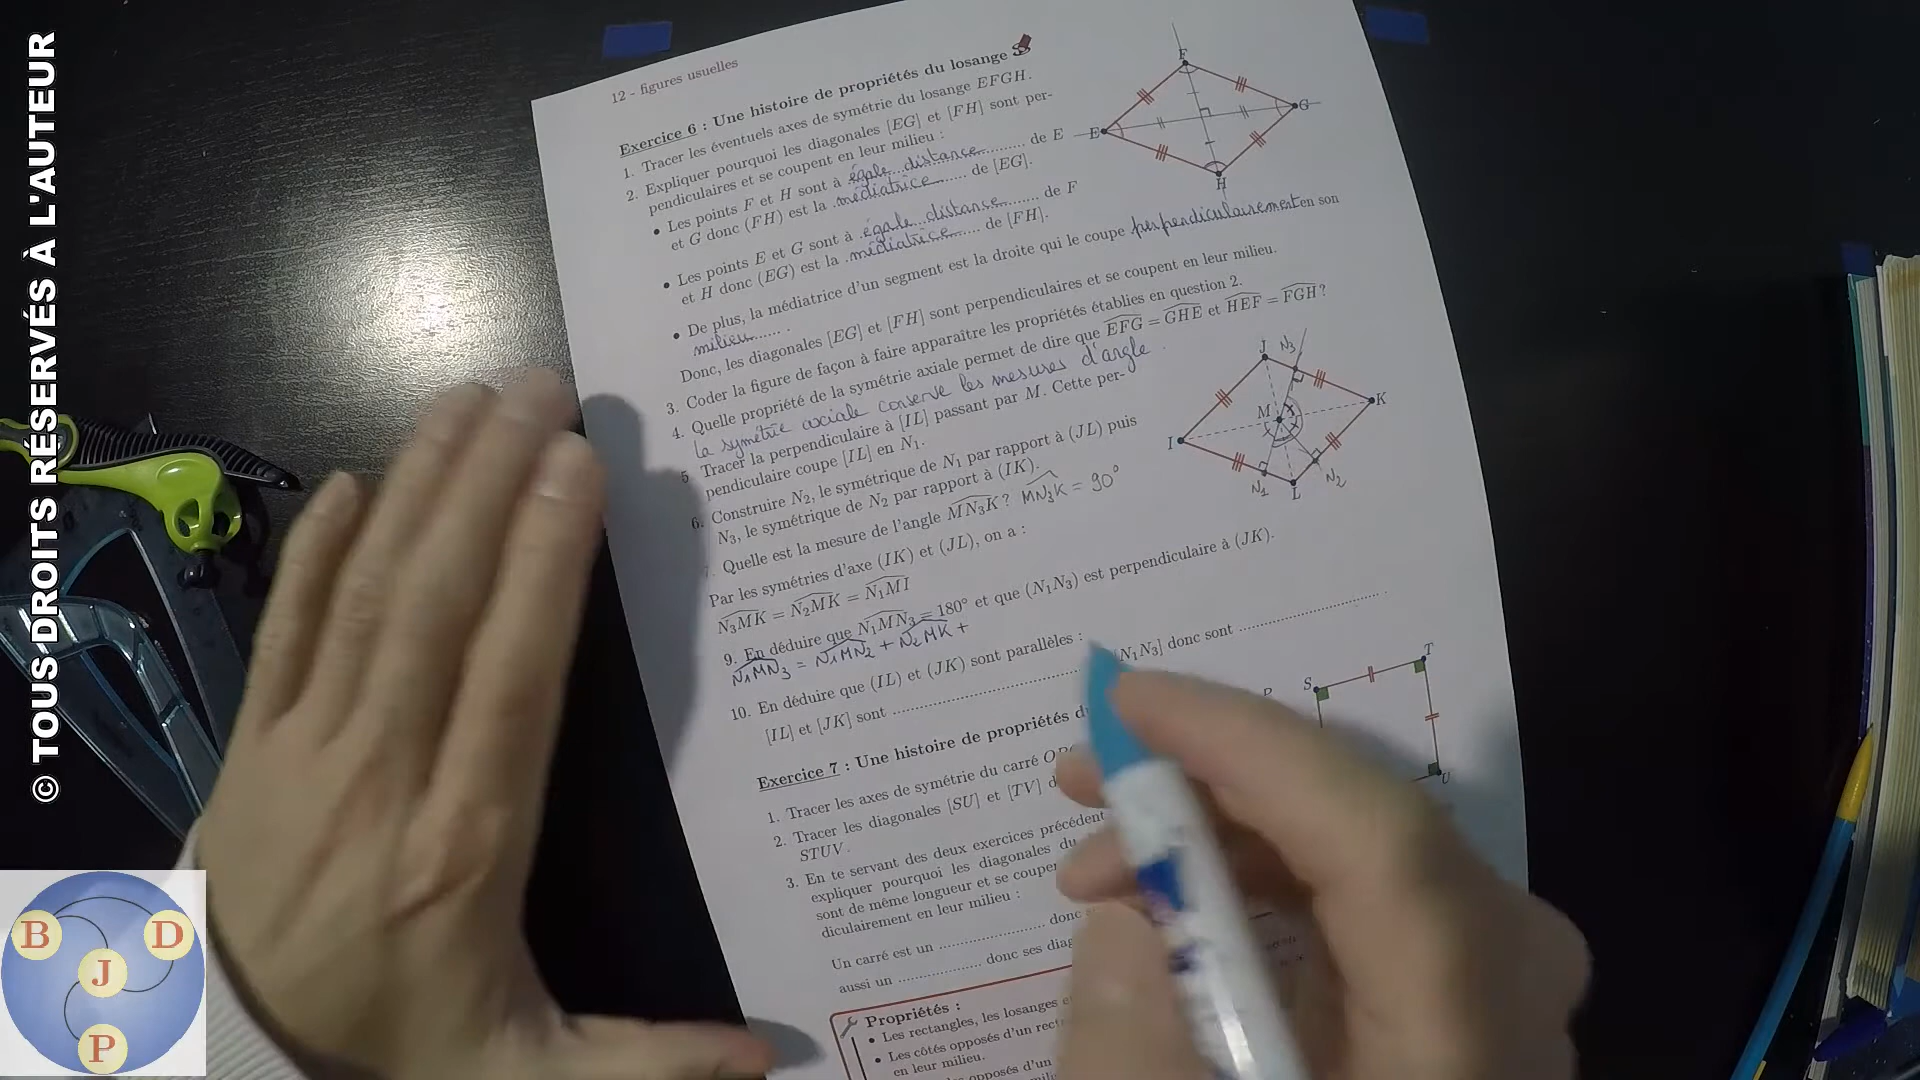 © TOUS DROITS RÉSERVÉS À L'AUTEUR
12 - figures usuelles
Exercice 6 : Une histoire de propriétés du losange
1. Tracer les éventuels axes de symétrie du losange EFGH.
2. Expliquer pourquoi les diagonales [EG] et [FH] sont per-
pendiculaires et se coupent en leur milieu :
• Les points F et H sont à égale distance de E
et G donc (FH) est la médiatrice de [EG].
• Les points E et G sont à égale distance de F
et H donc (EG) est la médiatrice de [FH].
• De plus, la médiatrice d'un segment est la droite qui le coupe perpendiculairement en son
milieu.
Donc, les diagonales [EG] et [FH] sont perpendiculaires et se coupent en leur milieu.
3. Coder la figure de façon à faire apparaître les propriétés établies en question 2.
4. Quelle propriété de la symétrie axiale permet de dire que EFG = GHE et HEF = FGH ?
la symétrie axiale conserve les mesures d'angle.
5 Tracer la perpendiculaire à [IL] passant par M. Cette per-
pendiculaire coupe [IL] en N₁.
6. Construire N₂, le symétrique de N₁ par rapport à (JL) puis
N₃, le symétrique de N₂ par rapport à (IK).
Quelle est la mesure de l'angle MN₃K ? MN₃K = 90°
Par les symétries d'axe (IK) et (JL), on a :
N₃MK = N₂MK = N₁MI
9. En déduire que N₁MN₃ = 180° et que (N₁N₃) est perpendiculaire à (JK).
N₁MN₃ = N₁MN₂ + N₂MK +
10. En déduire que (IL) et (JK) sont parallèles :
[IL] et [JK] sont .......... [N₁N₃] donc sont ..........
Exercice 7 : Une histoire de propriétés d
1. Tracer les axes de symétrie du carré
2. Tracer les diagonales [SU] et [TV] d
STUV.
3. En te servant des deux exercices précédent
expliquer pourquoi les diagonales du
sont de même longueur et se coupe
diculairement en leur milieu :
Un carré est un .......... donc
aussi un .......... donc ses diag
Propriétés :
• Les rectangles, les losanges e
• Les côtés opposés d'un rect
en leur milieu.
opposés d'un
F
E
G
H
J
N₃
M
K
I
N₁
L
N₂
S
T
U
B
D
J
P